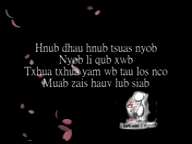 Hnub dhau hnub tsuas nyob
Nyob li qub xwb
Txhua txhua yam wb tau los nco
Muab zais hauv lub siab